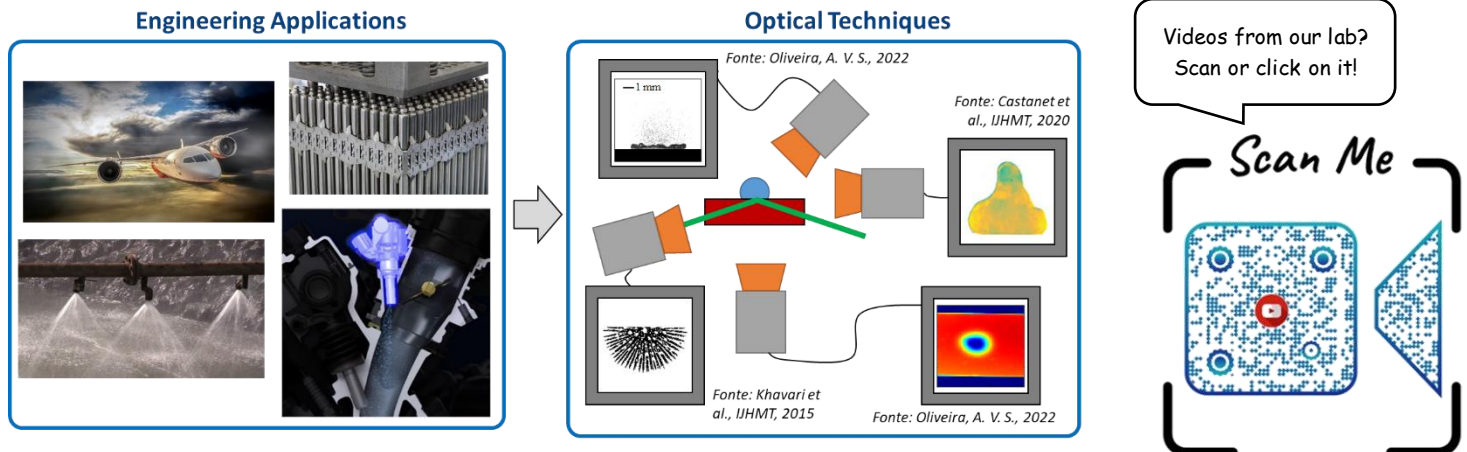 Engineering Applications
Optical Techniques
Videos from our lab?
Scan or click on it!
Fonte: Oliveira, A. V. S., 2022
1 mm
Fonte: Castanet et
al., IJHMT, 2020
Scan Me
Fonte: Khavari et
al., IJHMT, 2015
Fonte: Oliveira, A. V. S., 2022